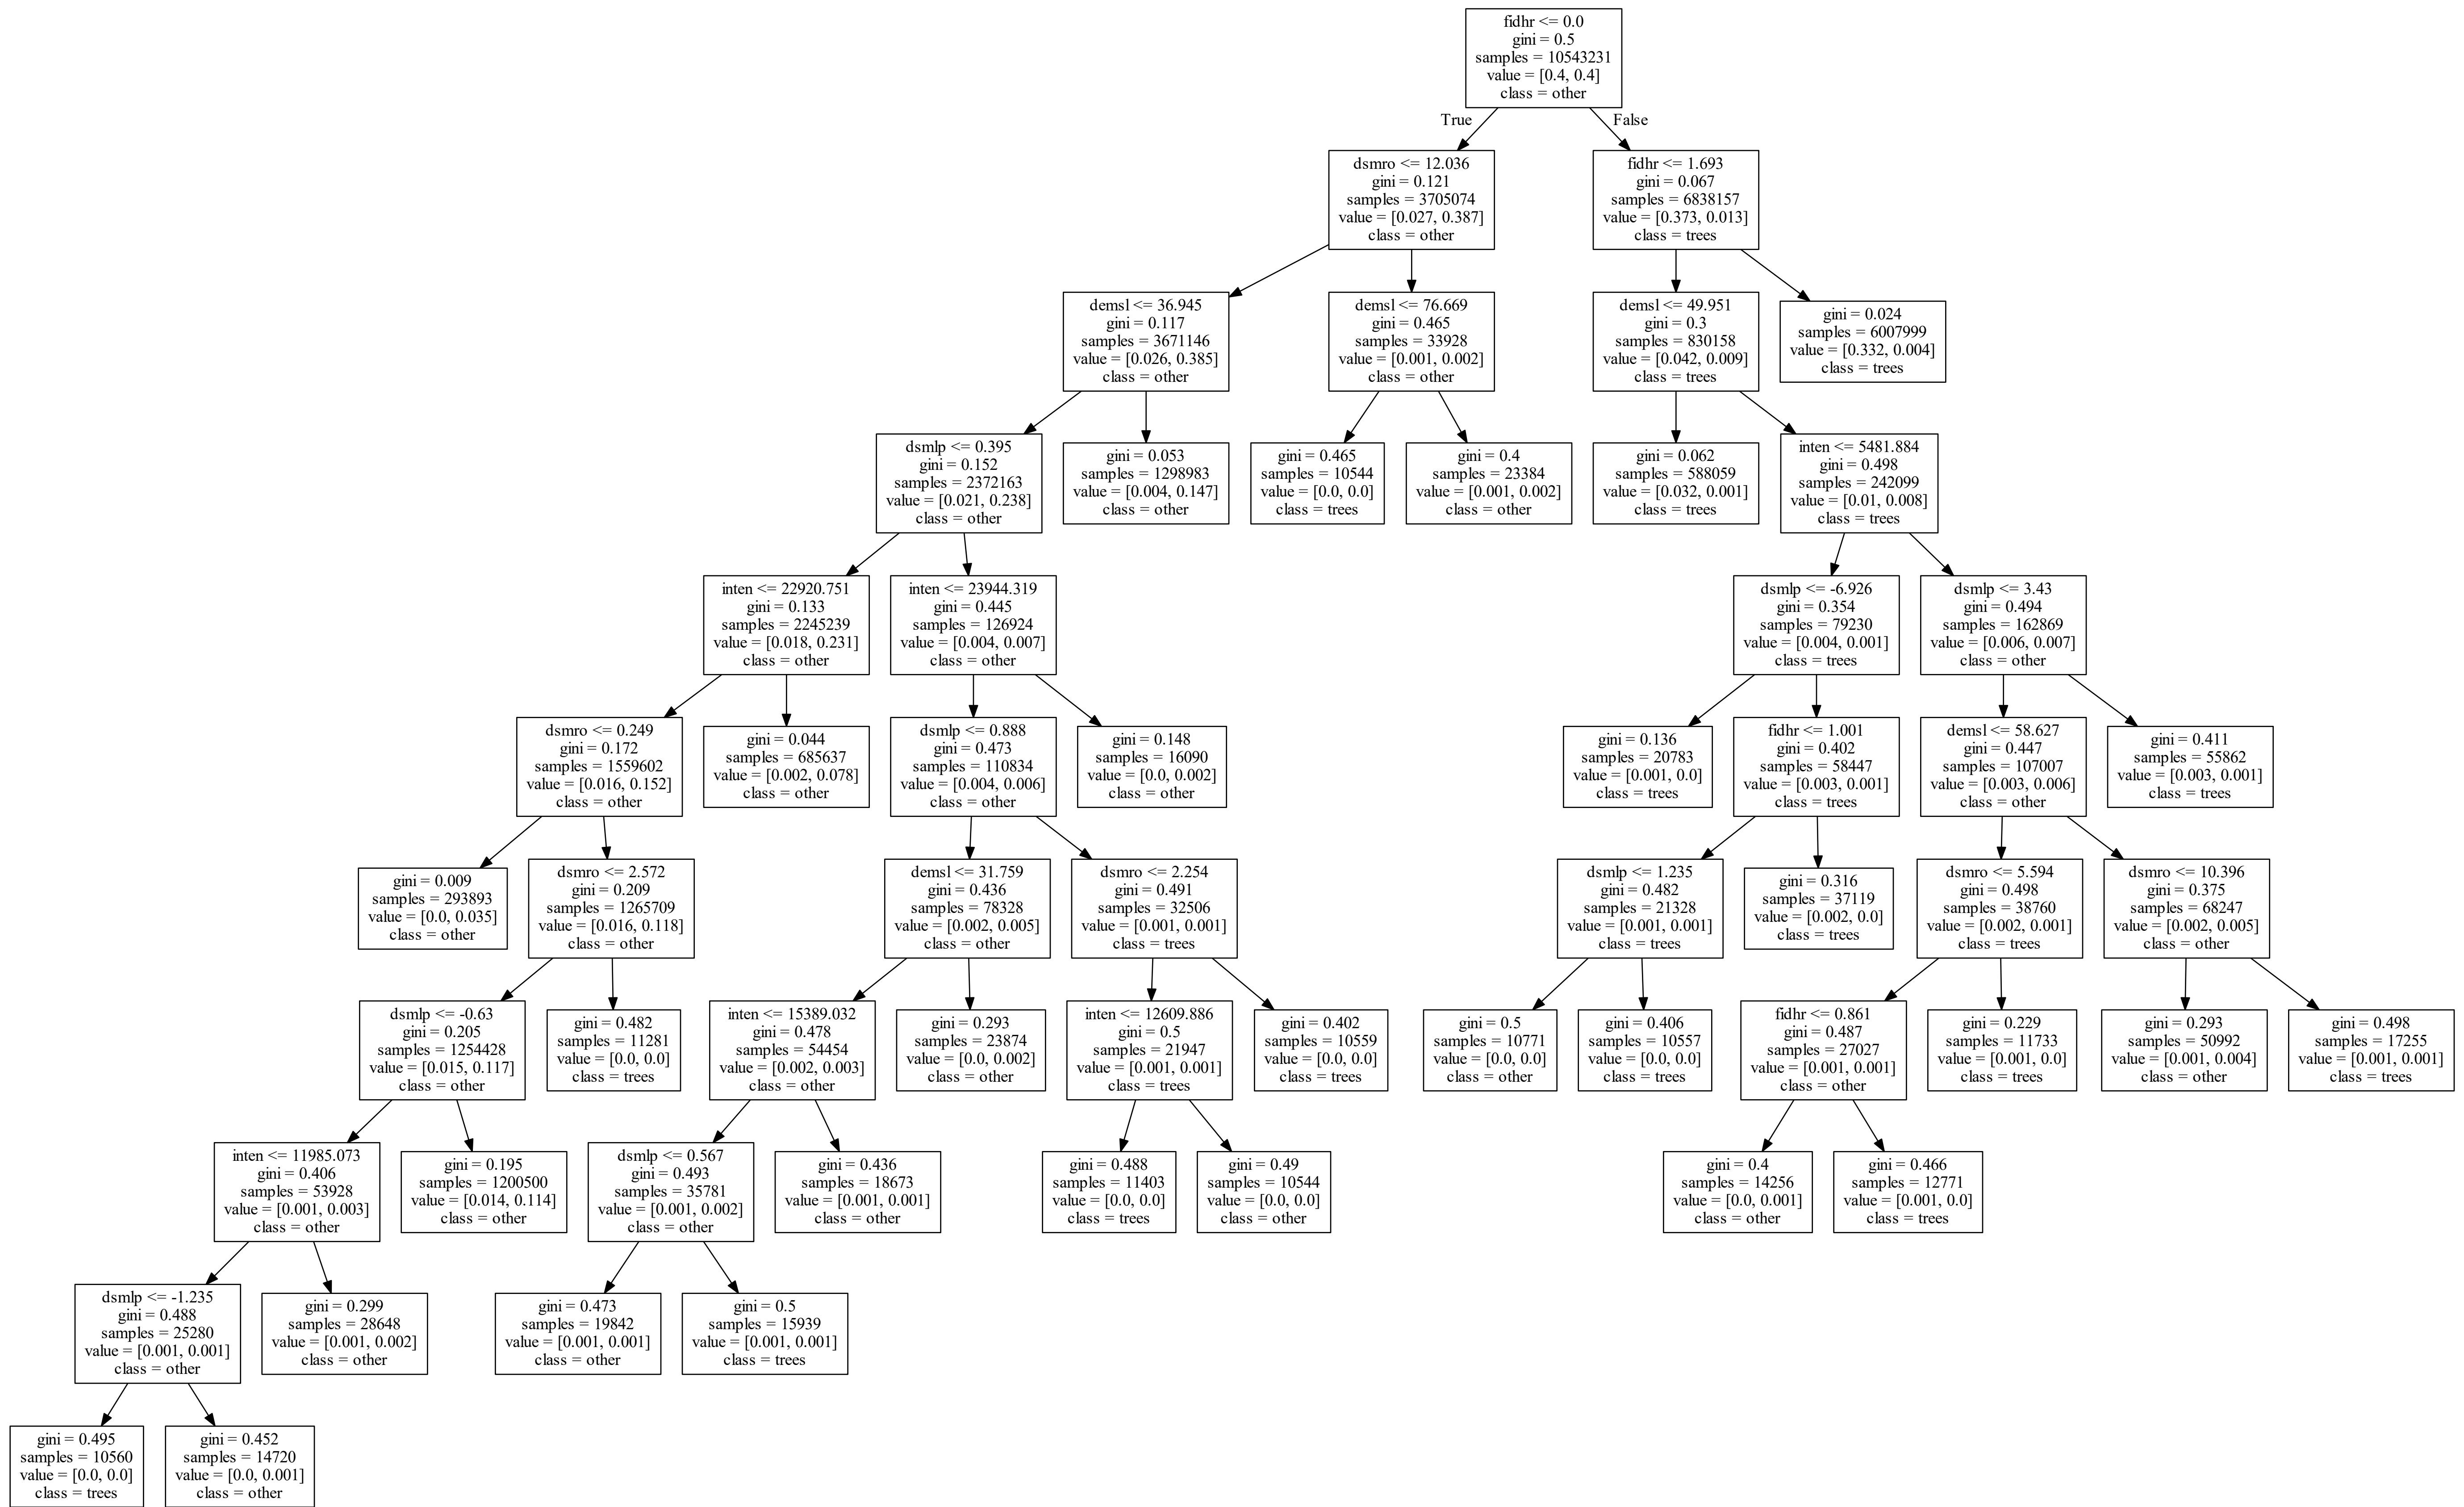 fidhr <= 0.0
gini = 0.5
samples = 10543231
value = [0.4, 0.4]
class = other
True
False
dsmro <= 12.036
gini = 0.121
samples = 3705074
value = [0.027, 0.387]
class = other
fidhr <= 1.693
gini = 0.067
samples = 6838157
value = [0.373, 0.013]
class = trees
demsl <= 36.945
gini = 0.117
samples = 3671146
value = [0.026, 0.385]
class = other
demsl <= 76.669
gini = 0.465
samples = 33928
value = [0.001, 0.002]
class = other
demsl <= 49.951
gini = 0.3
samples = 830158
value = [0.042, 0.009]
class = trees
gini = 0.024
samples = 6007999
value = [0.332, 0.004]
class = trees
dsmlp <= 0.395
gini = 0.152
samples = 2372163
value = [0.021, 0.238]
class = other
gini = 0.053
samples = 1298983
value = [0.004, 0.147]
class = other
gini = 0.465
samples = 10544
value = [0.0, 0.0]
class = trees
gini = 0.4
samples = 23384
value = [0.001, 0.002]
class = other
gini = 0.062
samples = 588059
value = [0.032, 0.001]
class = trees
inten <= 5481.884
gini = 0.498
samples = 242099
value = [0.01, 0.008]
class = trees
inten <= 22920.751
gini = 0.133
samples = 2245239
value = [0.018, 0.231]
class = other
inten <= 23944.319
gini = 0.445
samples = 126924
value = [0.004, 0.007]
class = other
dsmlp <= -6.926
gini = 0.354
samples = 79230
value = [0.004, 0.001]
class = trees
dsmlp <= 3.43
gini = 0.494
samples = 162869
value = [0.006, 0.007]
class = other
dsmro <= 0.249
gini = 0.172
samples = 1559602
value = [0.016, 0.152]
class = other
gini = 0.044
samples = 685637
value = [0.002, 0.078]
class = other
dsmlp <= 0.888
gini = 0.473
samples = 110834
value = [0.004, 0.006]
class = other
gini = 0.148
samples = 16090
value = [0.0, 0.002]
class = other
gini = 0.136
samples = 20783
value = [0.001, 0.0]
class = trees
fidhr <= 1.001
gini = 0.402
samples = 58447
value = [0.003, 0.001]
class = trees
demsl <= 58.627
gini = 0.447
samples = 107007
value = [0.003, 0.006]
class = other
gini = 0.411
samples = 55862
value = [0.003, 0.001]
class = trees
gini = 0.009
samples = 293893
value = [0.0, 0.035]
class = other
dsmro <= 2.572
gini = 0.209
samples = 1265709
value = [0.016, 0.118]
class = other
demsl <= 31.759
gini = 0.436
samples = 78328
value = [0.002, 0.005]
class = other
dsmro <= 2.254
gini = 0.491
samples = 32506
value = [0.001, 0.001]
class = trees
dsmlp <= 1.235
gini = 0.482
samples = 21328
value = [0.001, 0.001]
class = trees
gini = 0.316
samples = 37119
value = [0.002, 0.0]
class = trees
dsmro <= 5.594
gini = 0.498
samples = 38760
value = [0.002, 0.001]
class = trees
dsmro <= 10.396
gini = 0.375
samples = 68247
value = [0.002, 0.005]
class = other
dsmlp <= -0.63
gini = 0.205
samples = 1254428
value = [0.015, 0.117]
class = other
gini = 0.482
samples = 11281
value = [0.0, 0.0]
class = trees
inten <= 15389.032
gini = 0.478
samples = 54454
value = [0.002, 0.003]
class = other
gini = 0.293
samples = 23874
value = [0.0, 0.002]
class = other
inten <= 12609.886
gini = 0.5
samples = 21947
value = [0.001, 0.001]
class = trees
gini = 0.402
samples = 10559
value = [0.0, 0.0]
class = trees
gini = 0.5
samples = 10771
value = [0.0, 0.0]
class = other
gini = 0.406
samples = 10557
value = [0.0, 0.0]
class = trees
fidhr <= 0.861
gini = 0.487
samples = 27027
value = [0.001, 0.001]
class = other
gini = 0.229
samples = 11733
value = [0.001, 0.0]
class = trees
gini = 0.293
samples = 50992
value = [0.001, 0.004]
class = other
gini = 0.498
samples = 17255
value = [0.001, 0.001]
class = trees
inten <= 11985.073
gini = 0.406
samples = 53928
value = [0.001, 0.003]
class = other
gini = 0.195
samples = 1200500
value = [0.014, 0.114]
class = other
dsmlp <= 0.567
gini = 0.493
samples = 35781
value = [0.001, 0.002]
class = other
gini = 0.436
samples = 18673
value = [0.001, 0.001]
class = other
gini = 0.488
samples = 11403
value = [0.0, 0.0]
class = trees
gini = 0.49
samples = 10544
value = [0.0, 0.0]
class = other
gini = 0.4
samples = 14256
value = [0.0, 0.001]
class = other
gini = 0.466
samples = 12771
value = [0.001, 0.0]
class = trees
dsmlp <= -1.235
gini = 0.488
samples = 25280
value = [0.001, 0.001]
class = other
gini = 0.299
samples = 28648
value = [0.001, 0.002]
class = other
gini = 0.473
samples = 19842
value = [0.001, 0.001]
class = other
gini = 0.5
samples = 15939
value = [0.001, 0.001]
class = trees
gini = 0.495
samples = 10560
value = [0.0, 0.0]
class = trees
gini = 0.452
samples = 14720
value = [0.0, 0.001]
class = other